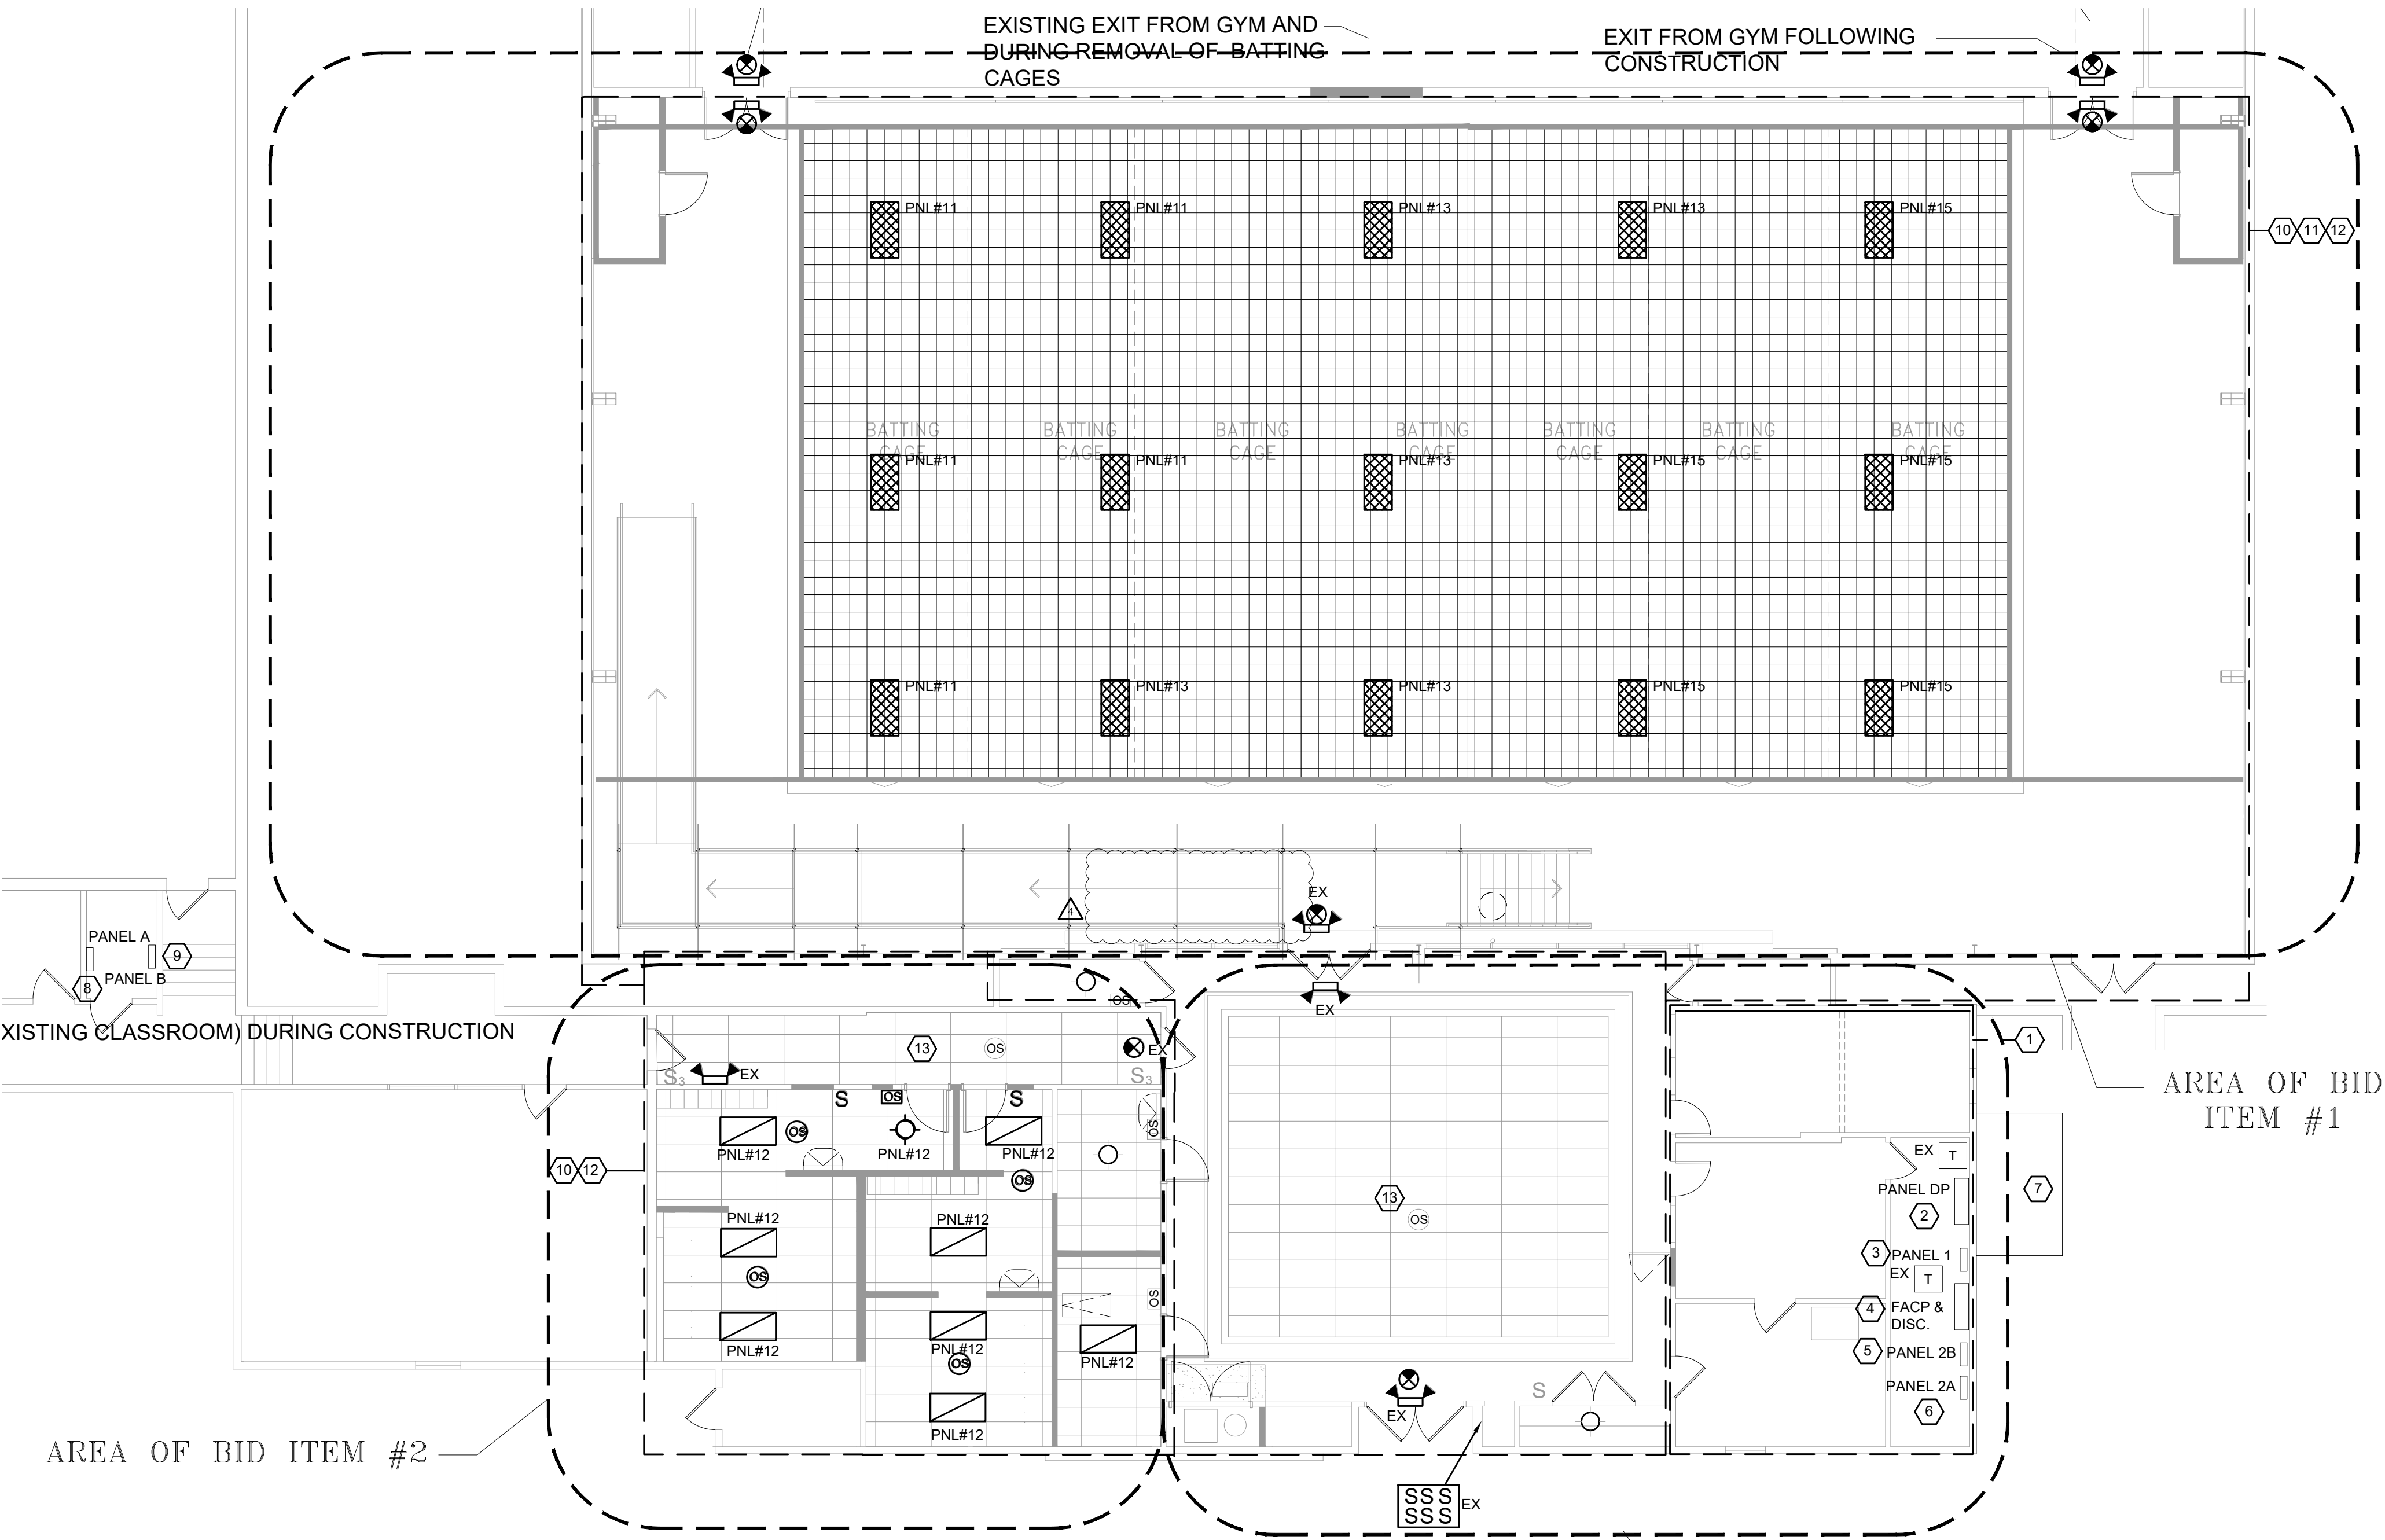 EXISTING EXIT FROM GYM AND
DURING REMOVAL OF BATTING
CAGES
EXIT FROM GYM FOLLOWING
CONSTRUCTION
PNL#11
PNL#11
PNL#13
PNL#13
PNL#15
10 11 12
BATTING
CAGE
BATTING
CAGE
BATTING
CAGE
BATTING
CAGE
BATTING
CAGE
BATTING
CAGE
BATTING
CAGE
PNL#11
PNL#11
PNL#13
PNL#15
PNL#15
PNL#11
PNL#13
PNL#13
PNL#15
PNL#15
EX
4
PANEL A
9
PANEL B
8
OS
EX
XISTING CLASSROOM) DURING CONSTRUCTION
13
OS
EX
1
S3
EX
S3
AREA OF BID
ITEM #1
S
OS
S
OS
OS
PNL#12
PNL#12
PNL#12
EX
T
10 12
OS
PANEL DP
7
13
OS
2
PNL#12
PNL#12
3
PANEL 1
EX
T
OS
OS
4
FACP &
DISC.
PNL#12
PNL#12
OS
PNL#12
5
PANEL 2B
PANEL 2A
6
S
EX
PNL#12
AREA OF BID ITEM #2
SSS
SSS
EX